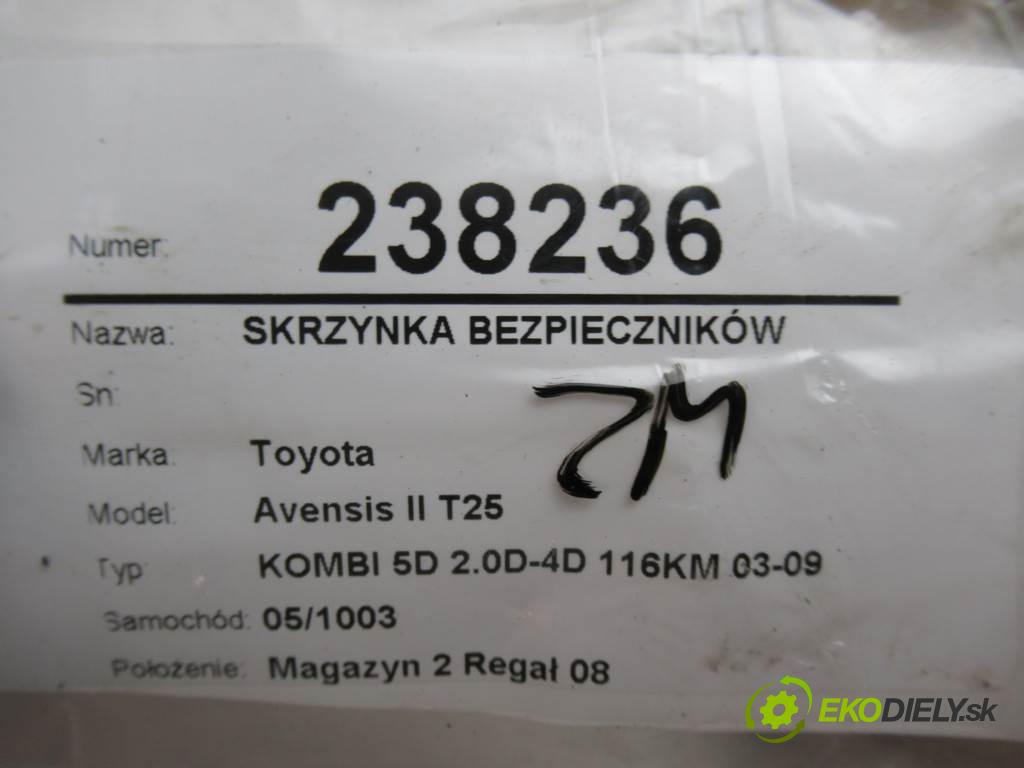 Numer: 238236
Nazwa: SKRZYNKA BEZPIECZNIKÓW
Sn:
ZM
Marka: Toyota
Model: Avensis II T25
Typ: KOMBI 5D 2.0D-4D 116KM 03-09
Samochód: 05/1003
Położenie: Magazyn 2 Regał 08
EKODIELY.sk